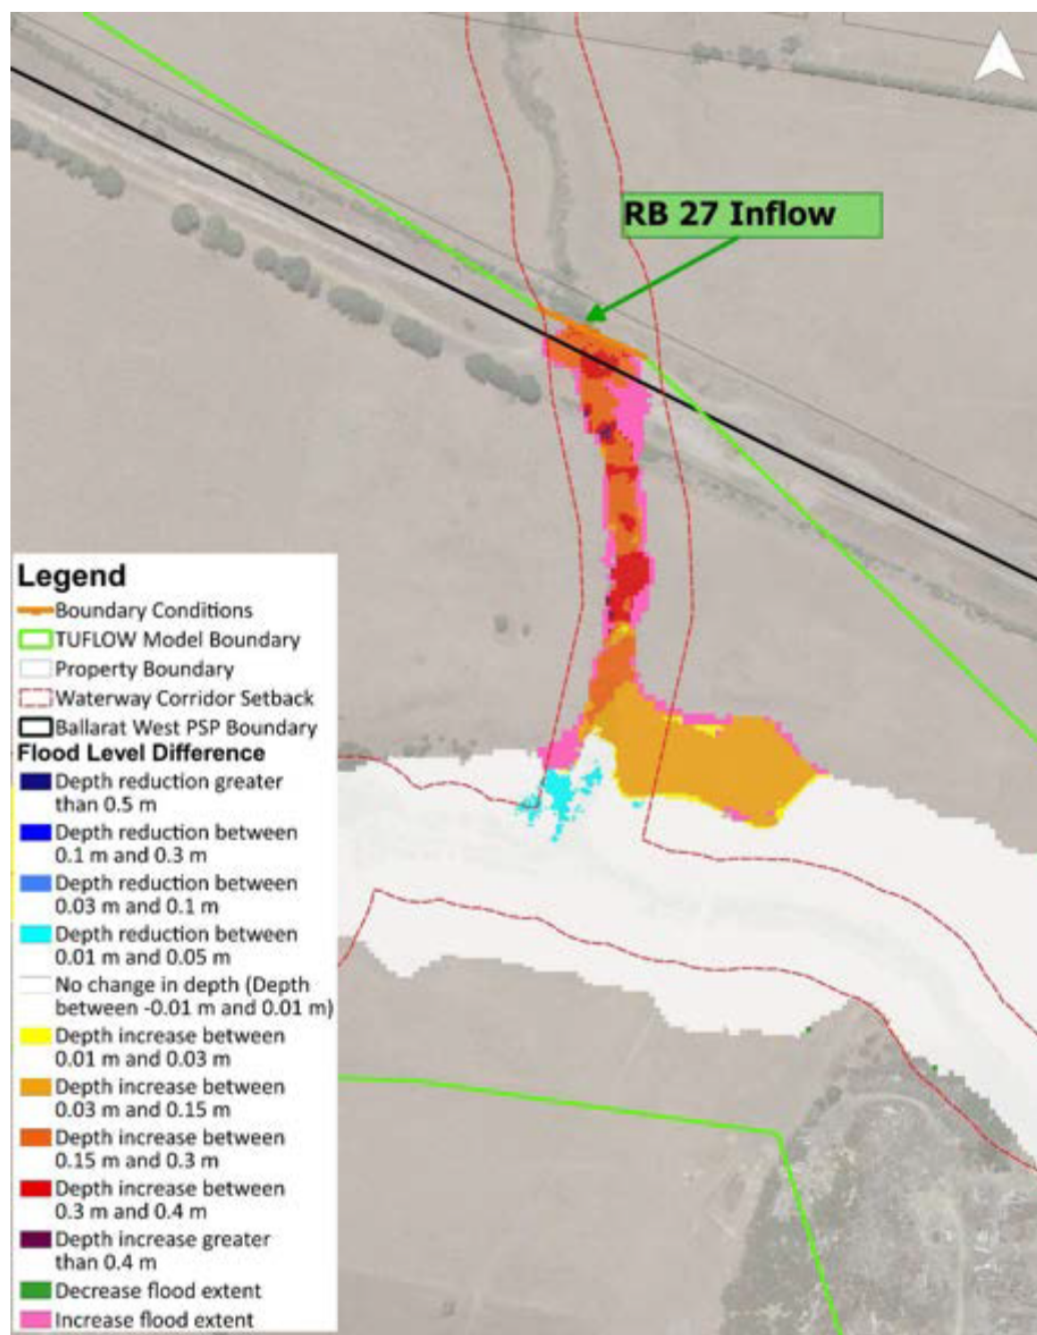 RB 27 Inflow
Legend
Boundary Conditions
TUFLOW Model Boundary
Property Boundary
Waterway Corridor Setback
Ballarat West PSP Boundary
Flood Level Difference
Depth reduction greater
than 0.5 m
Depth reduction between
0.1 m and 0.3 m
Depth reduction between
0.03 m and 0.1 m
Depth reduction between
0.01 m and 0.05 m
No change in depth (Depth
between -0.01 m and 0.01 m)
Depth increase between
0.01 m and 0.03 m
Depth increase between
0.03 m and 0.15 m
Depth increase between
0.15 m and 0.3 m
Depth increase between
0.3 m and 0.4 m
Depth increase greater
than 0.4 m
Decrease flood extent
Increase flood extent